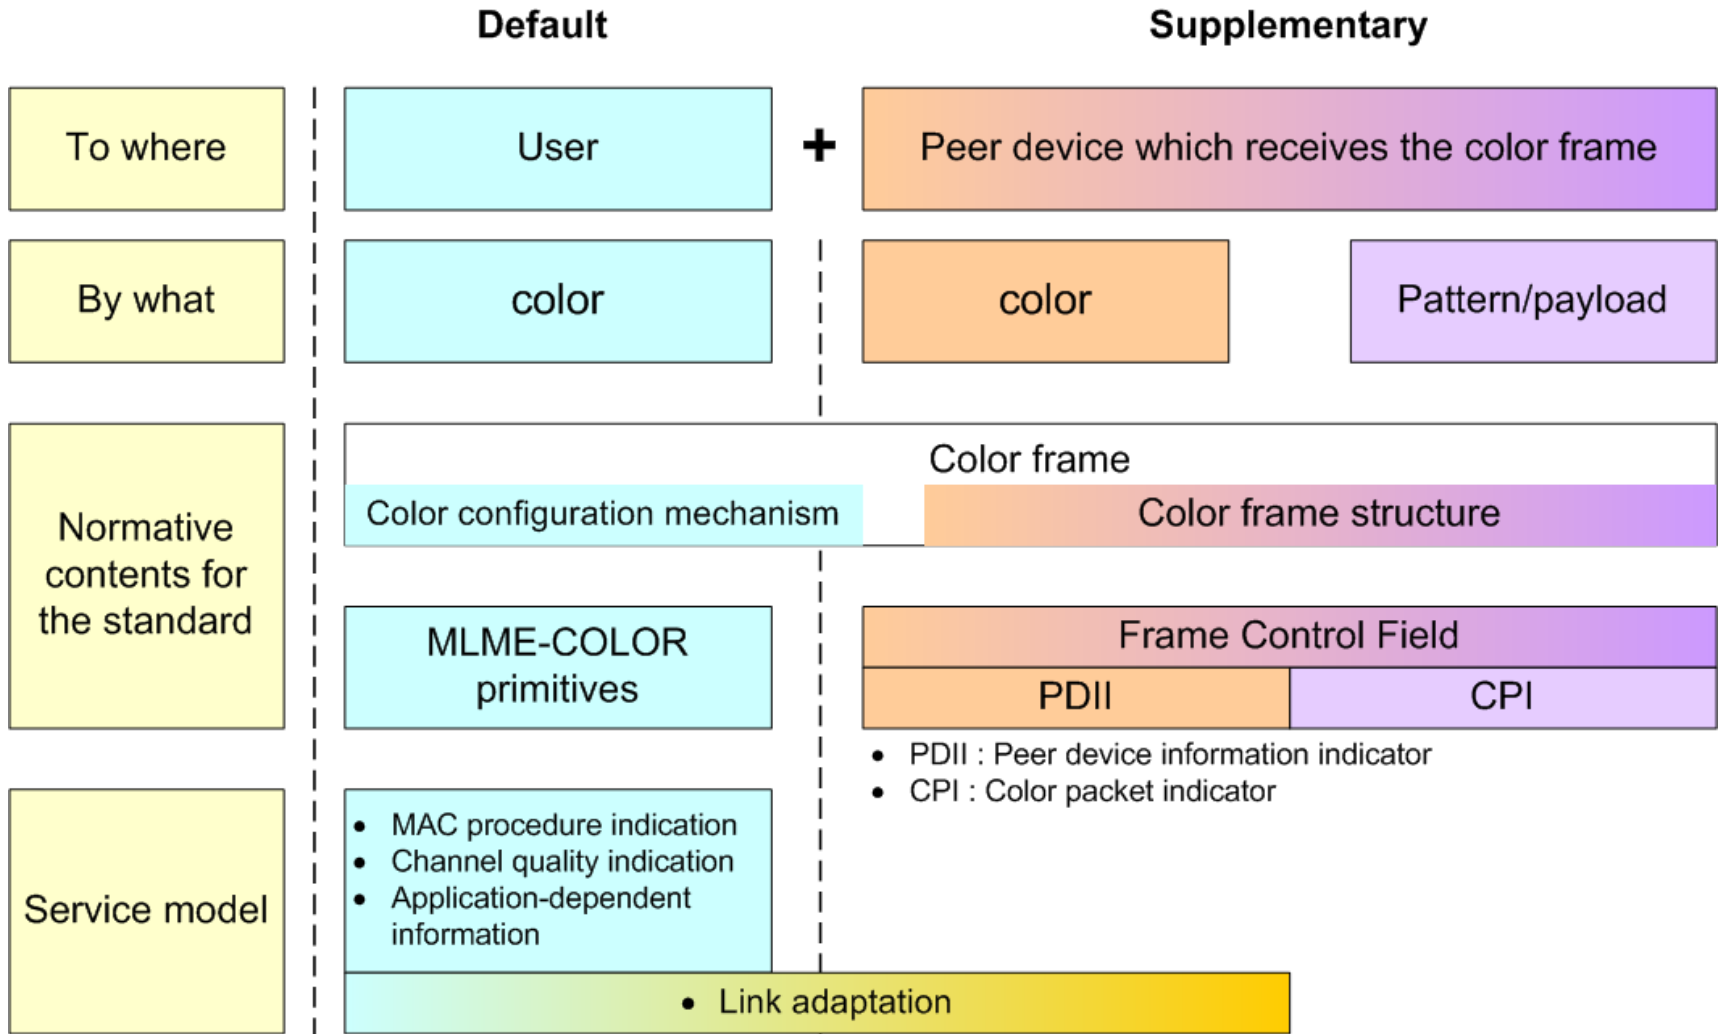 Default
Supplementary
To where
User
+
Peer device which receives the color frame
By what
color
color
Pattern/payload
Normative
contents for
the standard
Color frame
Color configuration mechanism
Color frame structure
MLME-COLOR
primitives
Frame Control Field
PDII
CPI
• PDII : Peer device information indicator
• CPI : Color packet indicator
Service model
• MAC procedure indication
• Channel quality indication
• Application-dependent
information
• Link adaptation